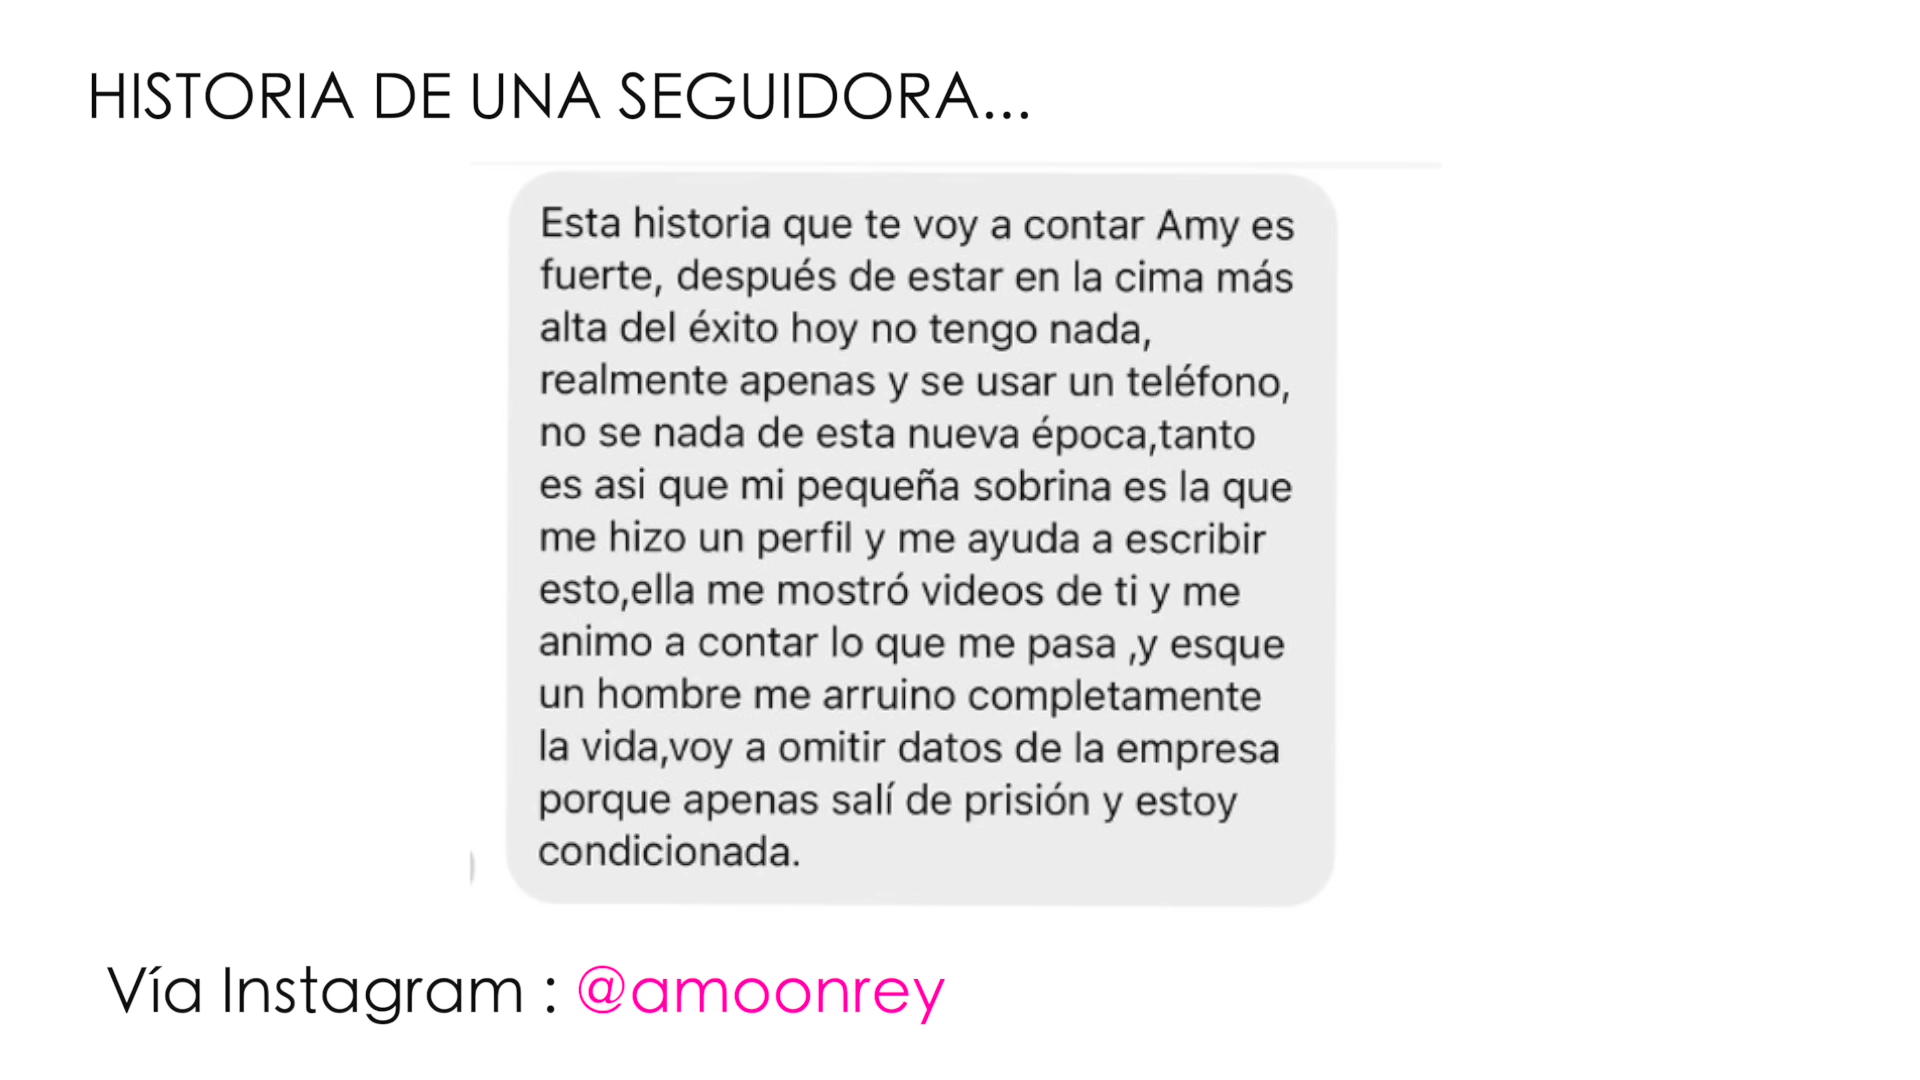 HISTORIA DE UNA SEGUIDORA...
Esta historia que te voy a contar Amy es
fuerte, después de estar en la cima más
alta del éxito hoy no tengo nada,
realmente apenas y se usar un teléfono,
no se nada de esta nueva época,tanto
es asi que mi pequeña sobrina es la que
me hizo un perfil y me ayuda a escribir
esto,ella me mostró videos de ti y me
animo a contar lo que me pasa ,y esque
un hombre me arruino completamente
la vida,voy a omitir datos de la empresa
porque apenas salí de prisión y estoy
condicionada.
Vía Instagram : @amoonrey